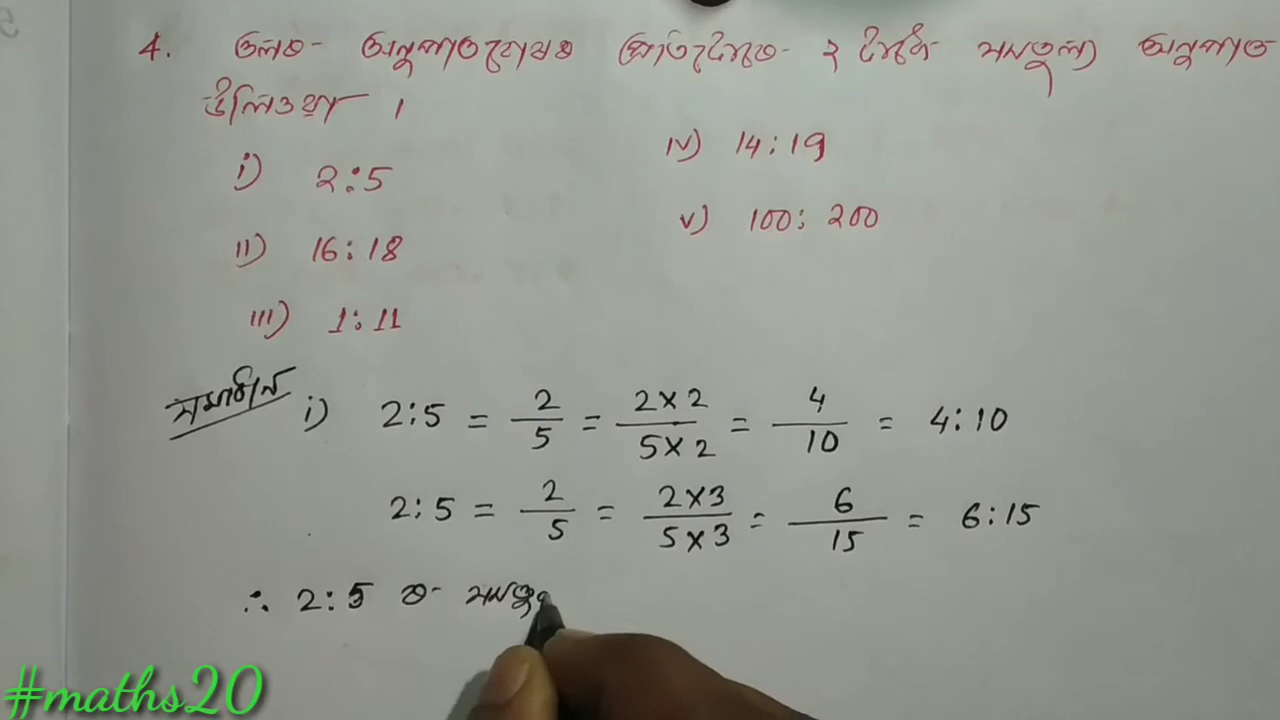 4. তলৰ অনুপাতবোৰৰ প্ৰতিটোৰে ২ টাকৈ সমতুল্য অনুপাত
উলিওৱা ।
i) 2:5
ii) 16:18
iii) 1:11
iv) 14:19
v) 100:200
সমাধান i) 2:5 = 2/5 = 2×2/5×2 = 4/10 = 4:10
2:5 = 2/5 = 2×3/5×3 = 6/15 = 6:15
∴ 2:5 ৰ
#maths20